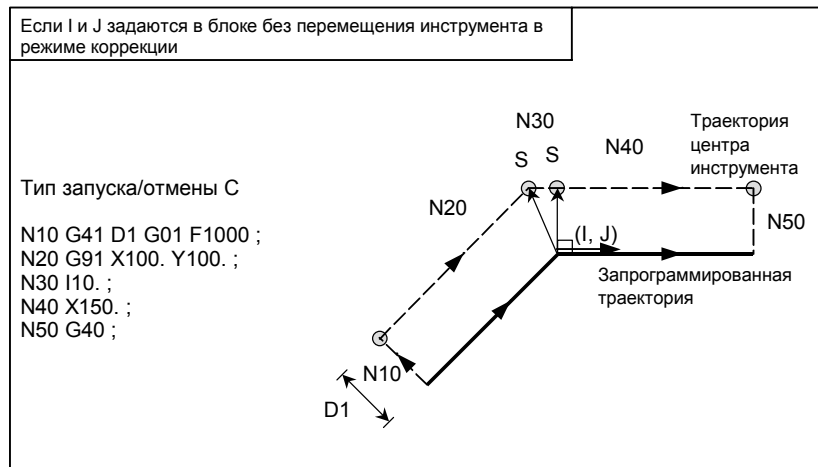 Если I и J задаются в блоке без перемещения инструмента в
режиме коррекции
Тип запуска/отмены C
N10 G41 D1 G01 F1000 ;
N20 G91 X100. Y100. ;
N30 I10. ;
N40 X150. ;
N50 G40 ;
N30
S
S
N40
Траектория
центра
инструмента
N20
N50
(I, J)
Запрограммированная
траектория
N10
D1